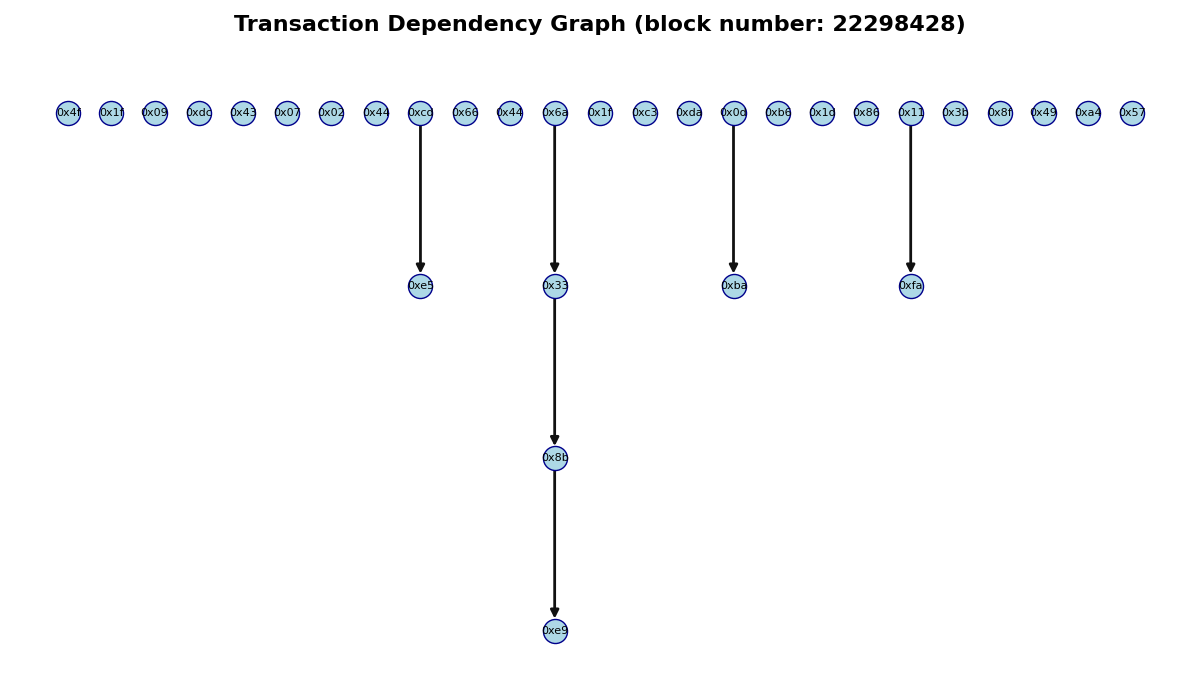 Transaction Dependency Graph (block number: 22298428)
0x4f 0x1f 0x09 0xdc 0x43 0x07 0x02 0x44 0xcd 0x66 0x44 0x6a 0x1f 0xc3 0xda 0x0d 0xb6 0x1d 0x86 0x11 0x3b 0x8f 0x49 0xa4 0x57
0xe5 0x33 0xba 0xfa
0x8b
0xe9